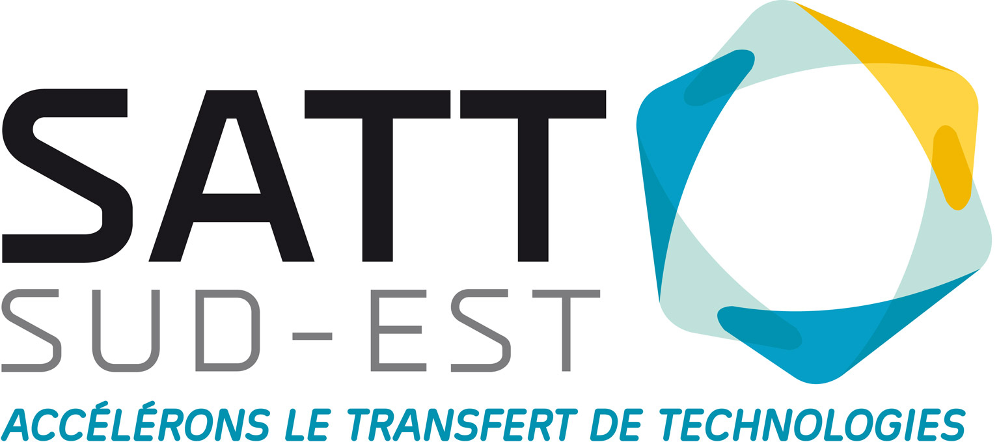 SATT
SUD-EST
ACCÉLÉRONS LE TRANSFERT DE TECHNOLOGIES